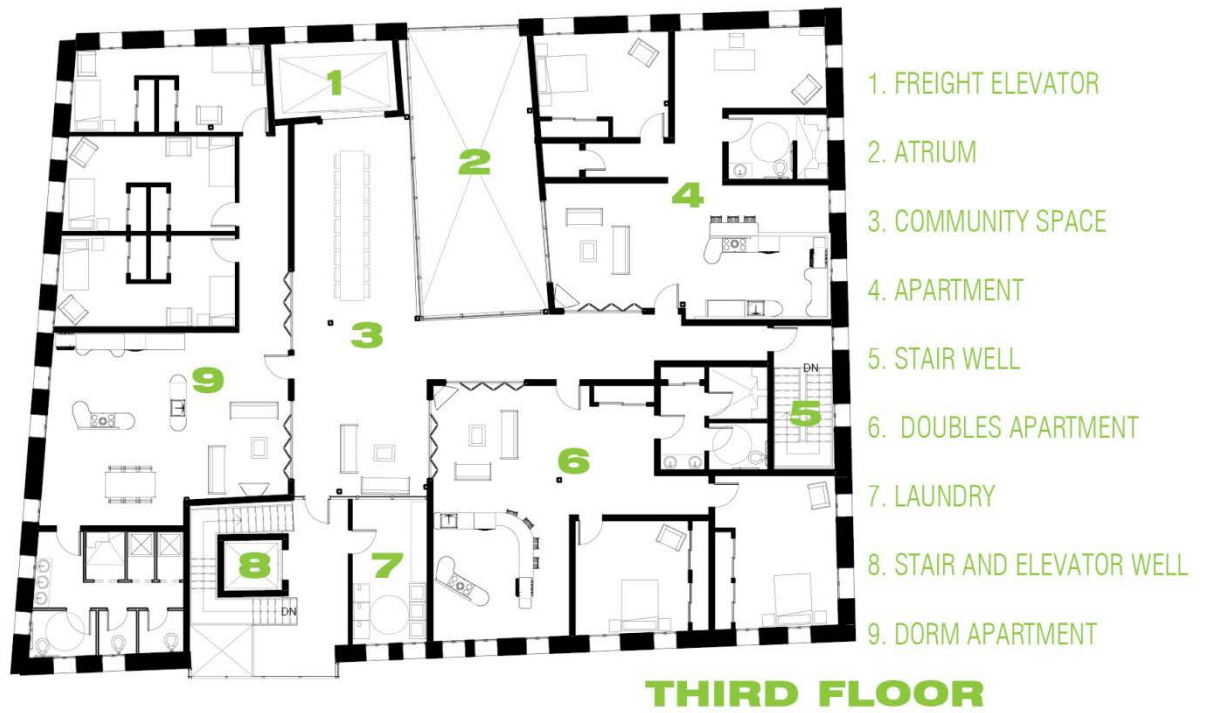 1
2
3
4
5
6
7
8
9
DN
DN
1. FREIGHT ELEVATOR
2. ATRIUM
3. COMMUNITY SPACE
4. APARTMENT
5. STAIR WELL
6. DOUBLES APARTMENT
7. LAUNDRY
8. STAIR AND ELEVATOR WELL
9. DORM APARTMENT
THIRD FLOOR